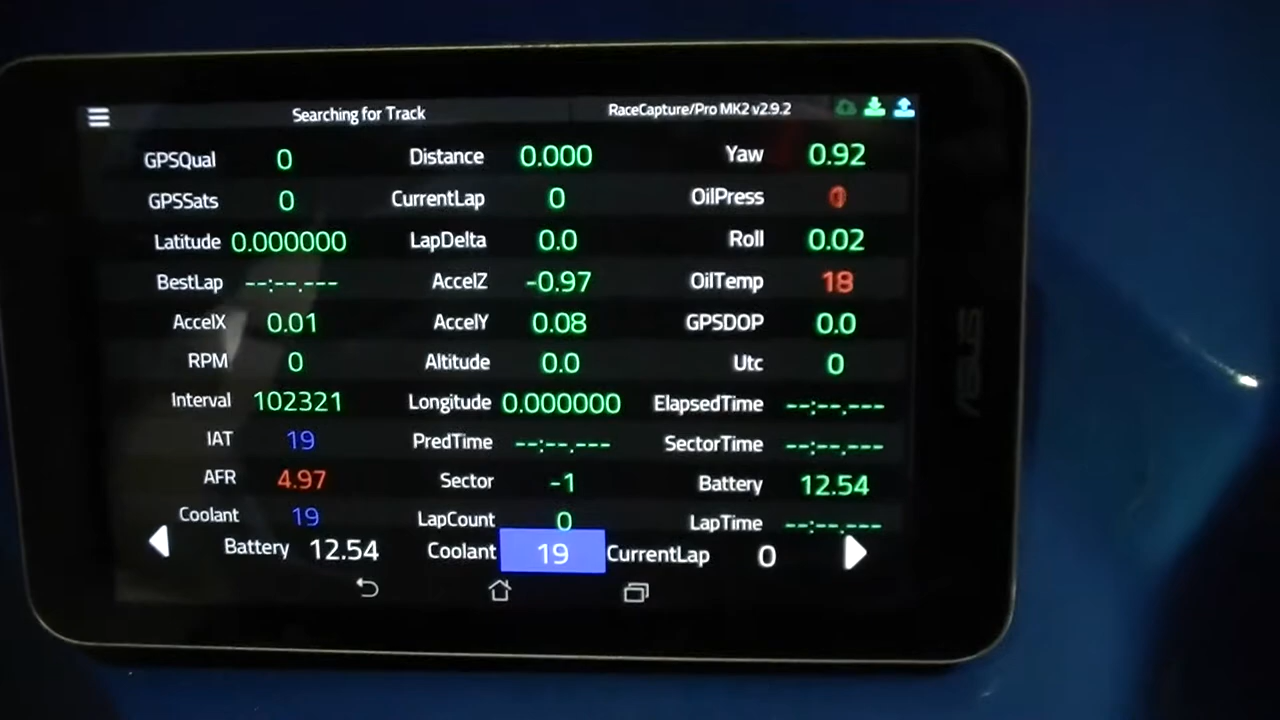 Searching for Track RaceCapture/Pro MK2 v2.9.2
GPSQual 0 Distance 0.000 Yaw 0.92
GPSSats 0 CurrentLap 0 OilPress 0
Latitude 0.000000 LapDelta 0.0 Roll 0.02
BestLap --:--.--- AccelZ -0.97 OilTemp 18
AccelX 0.01 AccelY 0.08 GPSDOP 0.0
RPM 0 Altitude 0.0 Utc 0
Interval 102321 Longitude 0.000000 ElapsedTime --:--.---
IAT 19 PredTime --:--.--- SectorTime --:--.---
AFR 4.97 Sector -1 Battery 12.54
Coolant 19 LapCount 0 LapTime --:--.---
Battery 12.54 Coolant 19 CurrentLap 0
ASUS